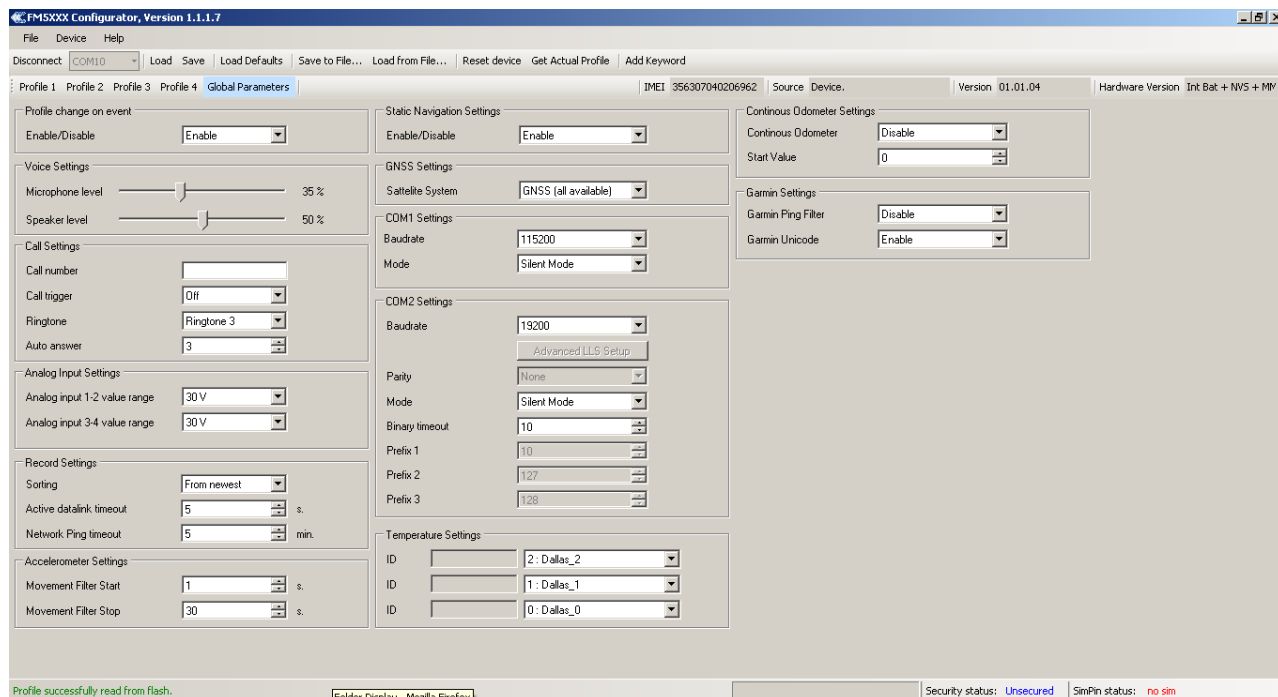 FM5XXX Configurator, Version 1.1.1.7
File Device Help
Disconnect COM10 Load Save Load Defaults Save to File... Load from File... Reset device Get Actual Profile Add Keyword
Profile 1 Profile 2 Profile 3 Profile 4 Global Parameters IMEI 356307040206962 Source Device. Version 01.01.04 Hardware Version Int Bat + NVS +
Profile change on event
Enable/Disable Enable
Voice Settings
Microphone level 35 %
Speaker level 50 %
Call Settings
Call number
Call trigger Off
Ringtone Ringtone 3
Auto answer 3
Analog Input Settings
Analog input 1-2 value range 30 V
Analog input 3-4 value range 30 V
Record Settings
Sorting From newest
Active datalink timeout 5 s.
Network Ping timeout 5 min.
Accelerometer Settings
Movement Filter Start 1 s.
Movement Filter Stop 30 s.
Static Navigation Settings
Enable/Disable Enable
GNSS Settings
Sattelite System GNSS (all available)
COM1 Settings
Baudrate 115200
Mode Silent Mode
COM2 Settings
Baudrate 19200
Advanced LLS Setup
Parity None
Mode Silent Mode
Binary timeout 10
Prefix 1 10
Prefix 2 127
Prefix 3 128
Temperature Settings
ID 2 : Dallas_2
ID 1 : Dallas_1
ID 0 : Dallas_0
Continous Odometer Settings
Continous Odometer Disable
Start Value 0
Garmin Settings
Garmin Ping Filter Disable
Garmin Unicode Enable
Profile successfully read from flash. Folder Display - Mozilla Firefox Security status: Unsecured SimPin status: no sim